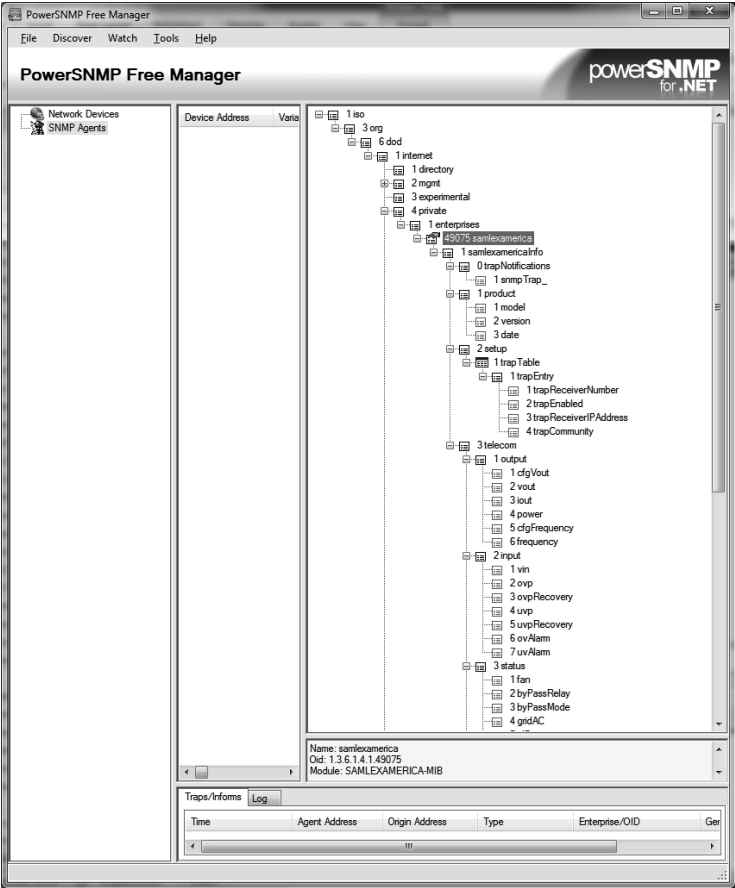 PowerSNMP Free Manager
File Discover Watch Tools Help
PowerSNMP Free Manager
powerSNMP
for .NET
Network Devices
SNMP Agents
Device Address Varia
1 iso
3 org
6 dod
1 internet
1 directory
2 mgmt
3 experimental
4 private
1 enterprises
49075 samlexamerica
1 samlexamericaInfo
0 trapNotifications
1 snmpTrap_
1 product
1 model
2 version
3 date
2 setup
1 trapTable
1 trapEntry
1 trapReceiverNumber
2 trapEnabled
3 trapReceiverIPAddress
4 trapCommunity
3 telecom
1 output
1 cfgVout
2 vout
3 iout
4 power
5 cfgFrequency
6 frequency
2 input
1 vin
2 ovp
3 ovpRecovery
4 uvp
5 uvpRecovery
6 ovAlarm
7 uvAlarm
3 status
1 fan
2 byPassRelay
3 byPassMode
4 gridAC
Name: samlexamerica
Oid: 1.3.6.1.4.1.49075
Module: SAMLEXAMERICA-MIB
Traps/Informs Log
Time Agent Address Origin Address Type Enterprise/OID Ger